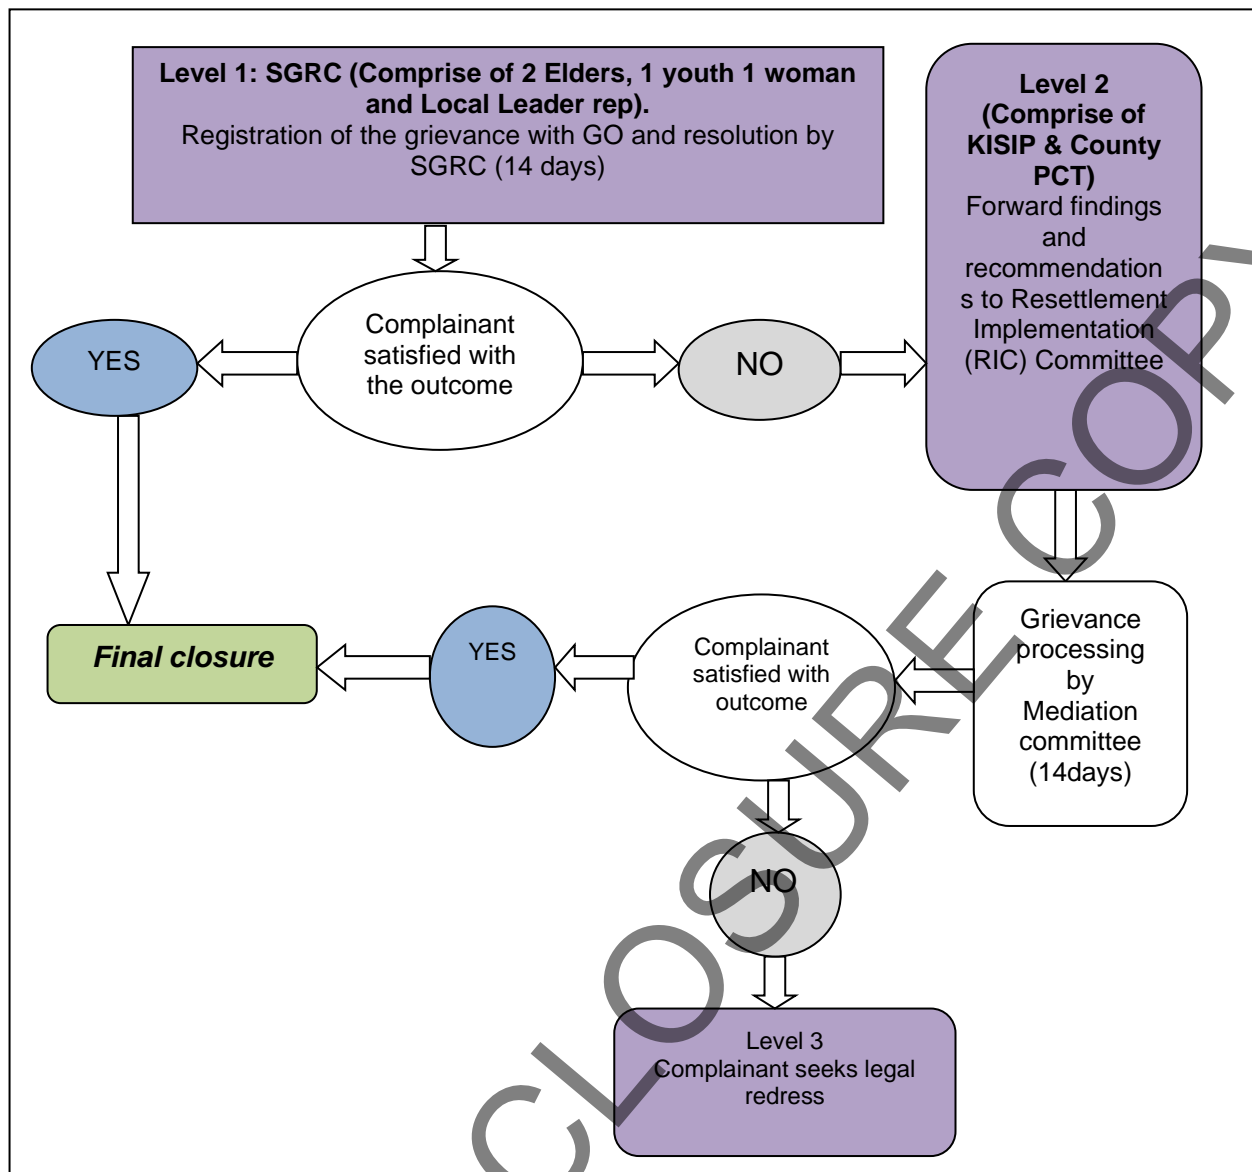 Level 1: SGRC (Comprise of 2 Elders, 1 youth 1 woman
and Local Leader rep).
Registration of the grievance with GO and resolution by
SGRC (14 days)
Level 2
(Comprise of
KISIP & County
PCT)
Forward findings
and
recommendation
s to Resettlement
Implementation
(RIC) Committee
Complainant
satisfied with
the outcome
YES
NO
Grievance
processing
by
Mediation
committee
(14days)
Complainant
satisfied with
outcome
YES
Final closure
NO
Level 3
Complainant seeks legal
redress
CLOSURE COPY